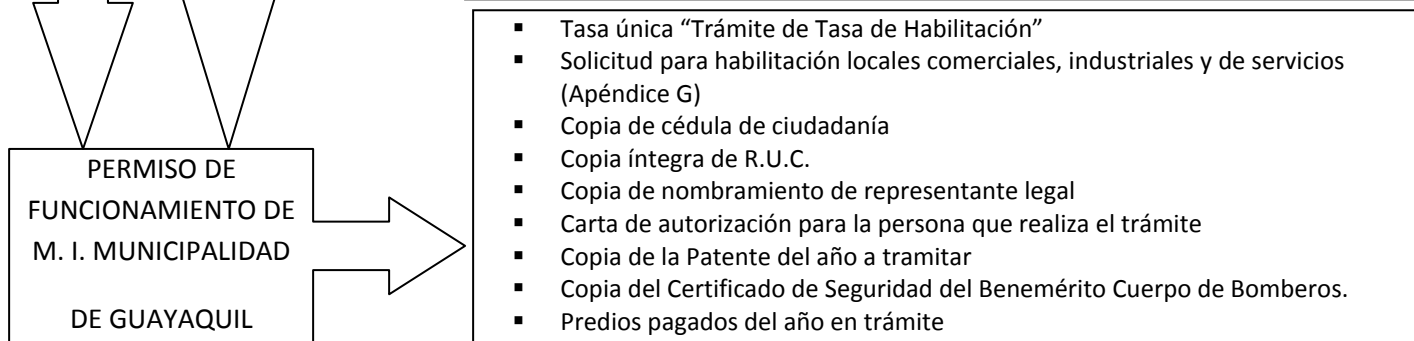 PERMISO DE
FUNCIONAMIENTO DE
M. I. MUNICIPALIDAD
DE GUAYAQUIL
▪ Tasa única “Trámite de Tasa de Habilitación”
▪ Solicitud para habilitación locales comerciales, industriales y de servicios
(Apéndice G)
▪ Copia de cédula de ciudadanía
▪ Copia íntegra de R.U.C.
▪ Copia de nombramiento de representante legal
▪ Carta de autorización para la persona que realiza el trámite
▪ Copia de la Patente del año a tramitar
▪ Copia del Certificado de Seguridad del Benemérito Cuerpo de Bomberos.
▪ Predios pagados del año en trámite